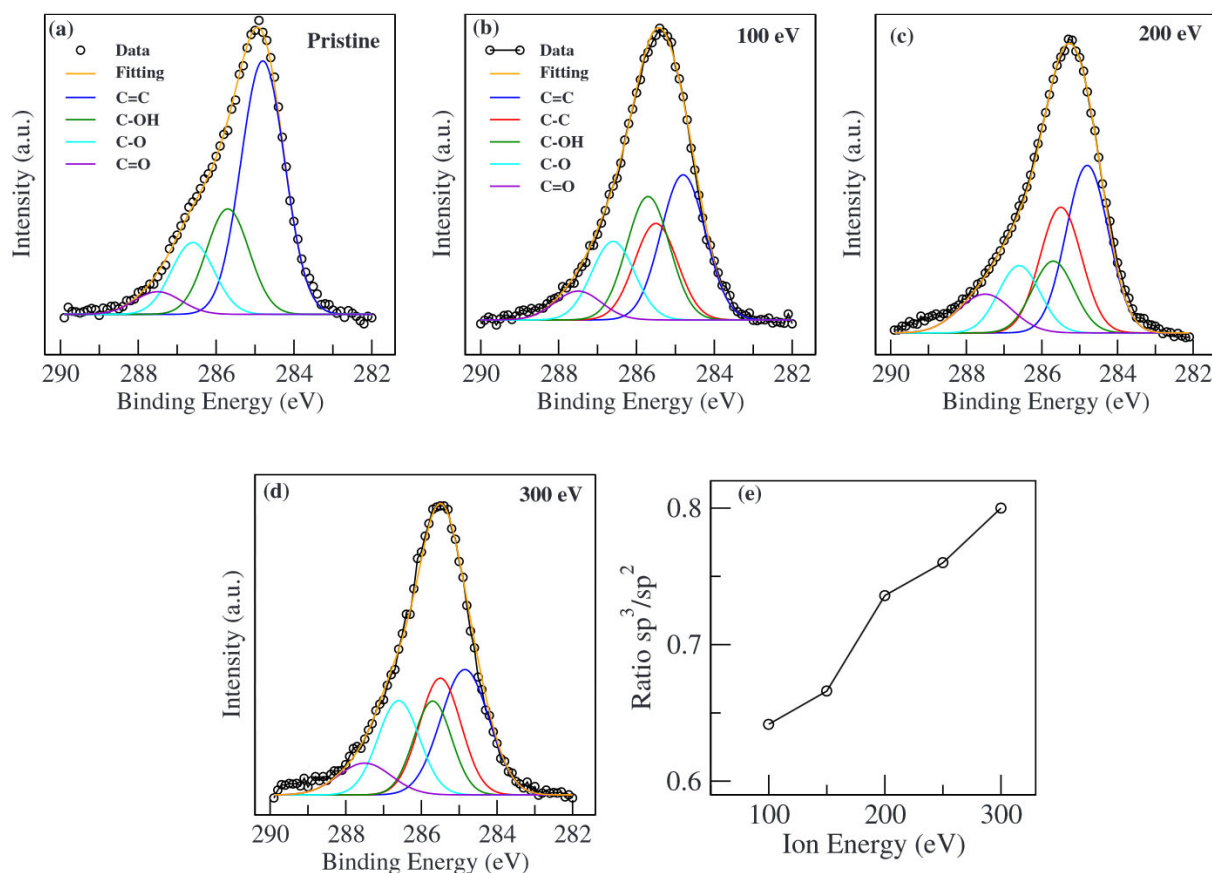 (a)
Pristine
Data
Fitting
C=C
C-OH
C-O
C=O
Intensity (a.u.)
290 288 286 284 282
Binding Energy (eV)
(b)
100 eV
Data
Fitting
C=C
C-C
C-OH
C-O
C=O
Intensity (a.u.)
290 288 286 284 282
Binding Energy (eV)
(c)
200 eV
Intensity (a.u.)
290 288 286 284 282
Binding Energy (eV)
(d)
300 eV
Intensity (a.u.)
290 288 286 284 282
Binding Energy (eV)
(e)
0.8
0.7
0.6
Ratio sp³/sp²
100 200 300
Ion Energy (eV)